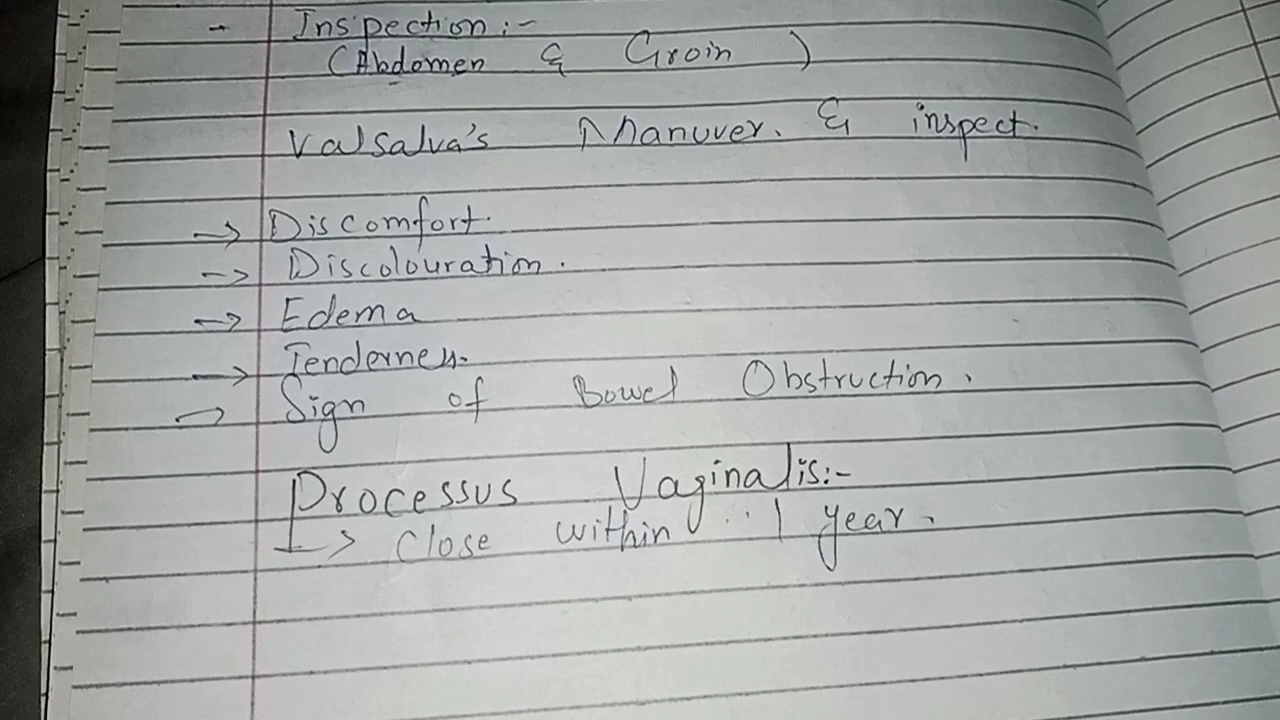 - Inspection :-
(Abdomen & Groin )
Valsalva's Manuver. & inspect.
→ Discomfort.
→ Discolouration.
→ Edema
→ Tenderness.
→ Sign of Bowel Obstruction.
Processus Vaginalis:-
↳ Close within 1 year.